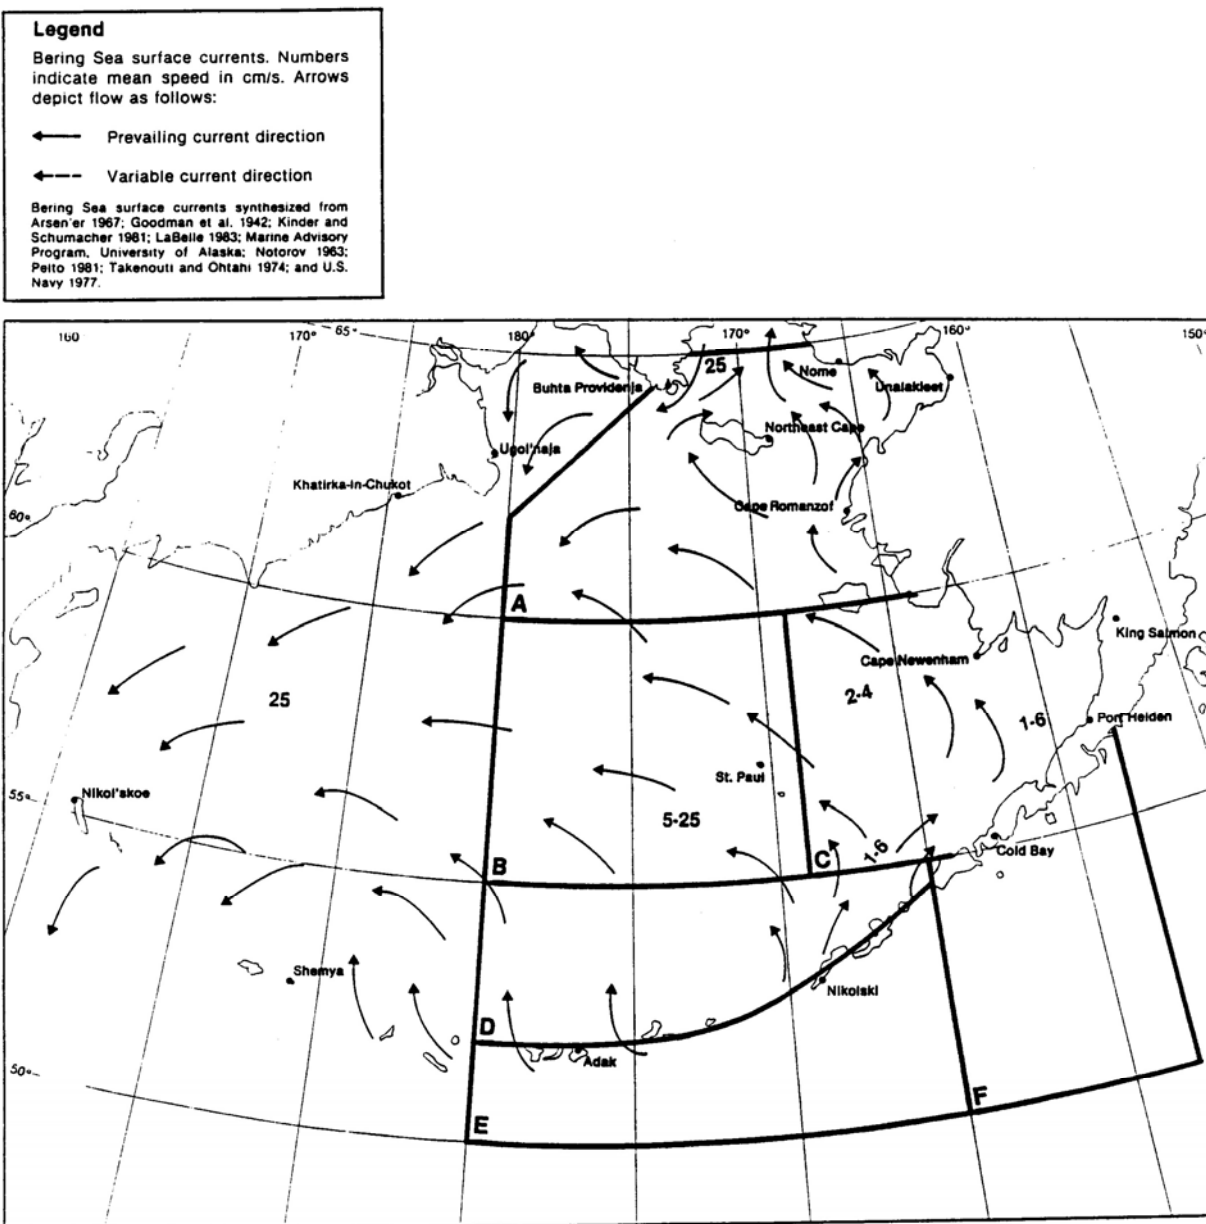 Legend
Bering Sea surface currents. Numbers
indicate mean speed in cm/s. Arrows
depict flow as follows:
Prevailing current direction
Variable current direction
Bering Sea surface currents synthesized from
Arsen'er 1967; Goodman et al. 1942; Kinder and
Schumacher 1981; LaBelle 1983; Marine Advisory
Program, University of Alaska; Notorov 1963;
Pelto 1981; Takenouti and Ohtahi 1974; and U.S.
Navy 1977.
160
170°
65°
180°
170°
160°
150°
25
Nome
Buhta Providenja
Unalakleet
Northeast Cape
Ugol'naja
Khatirka-in-Chukot
Cape Romanzof
60°
A
King Salmon
Cape Newenham
25
2-4
1-6
Port Heiden
St. Paul
Nikol'skoe
55°
5-25
1-6
Cold Bay
B
C
Shemya
Nikolski
D
Adak
50°
F
E